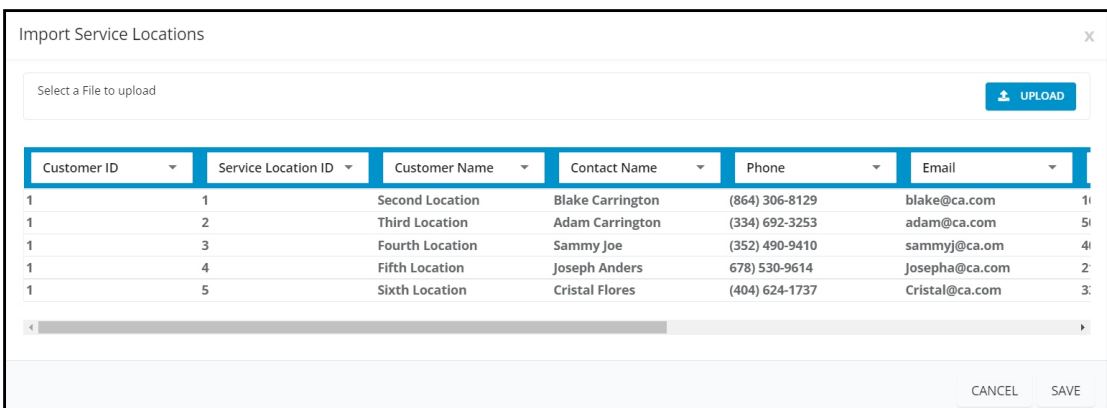 Import Service Locations X
Select a File to upload
UPLOAD
Customer ID Service Location ID Customer Name Contact Name Phone Email
1 1 Second Location Blake Carrington (864) 306-8129 blake@ca.com
1 2 Third Location Adam Carrington (334) 692-3253 adam@ca.com
1 3 Fourth Location Sammy Joe (352) 490-9410 sammyj@ca.om
1 4 Fifth Location Joseph Anders 678) 530-9614 Josepha@ca.com
1 5 Sixth Location Cristal Flores (404) 624-1737 Cristal@ca.com
CANCEL SAVE